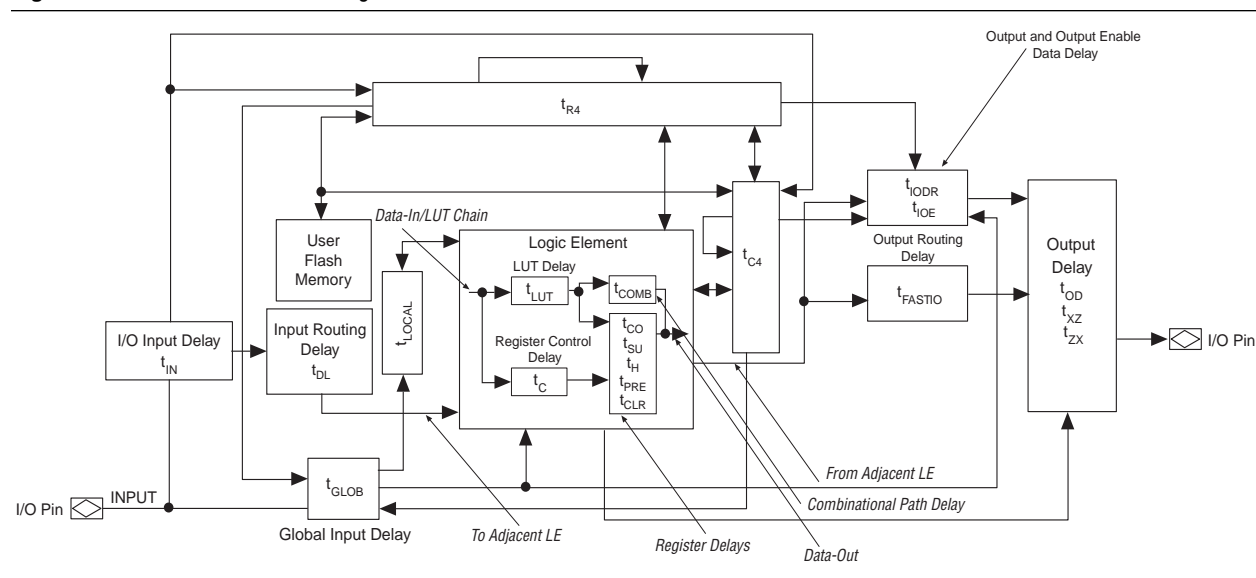 Output and Output Enable
Data Delay
tR4
tIODR
tIOE
Data-In/LUT Chain
User
Flash
Memory
Logic Element
tC4
Output Routing
Delay
Output
Delay
tOD
tXZ
tZX
LUT Delay
tLUT
tCOMB
tFASTIO
tLOCAL
I/O Input Delay
tIN
Input Routing
Delay
tDL
Register Control
Delay
tC
tCO
tSU
tH
tPRE
tCLR
I/O Pin
From Adjacent LE
I/O Pin
INPUT
tGLOB
Global Input Delay
To Adjacent LE
Register Delays
Combinational Path Delay
Data-Out